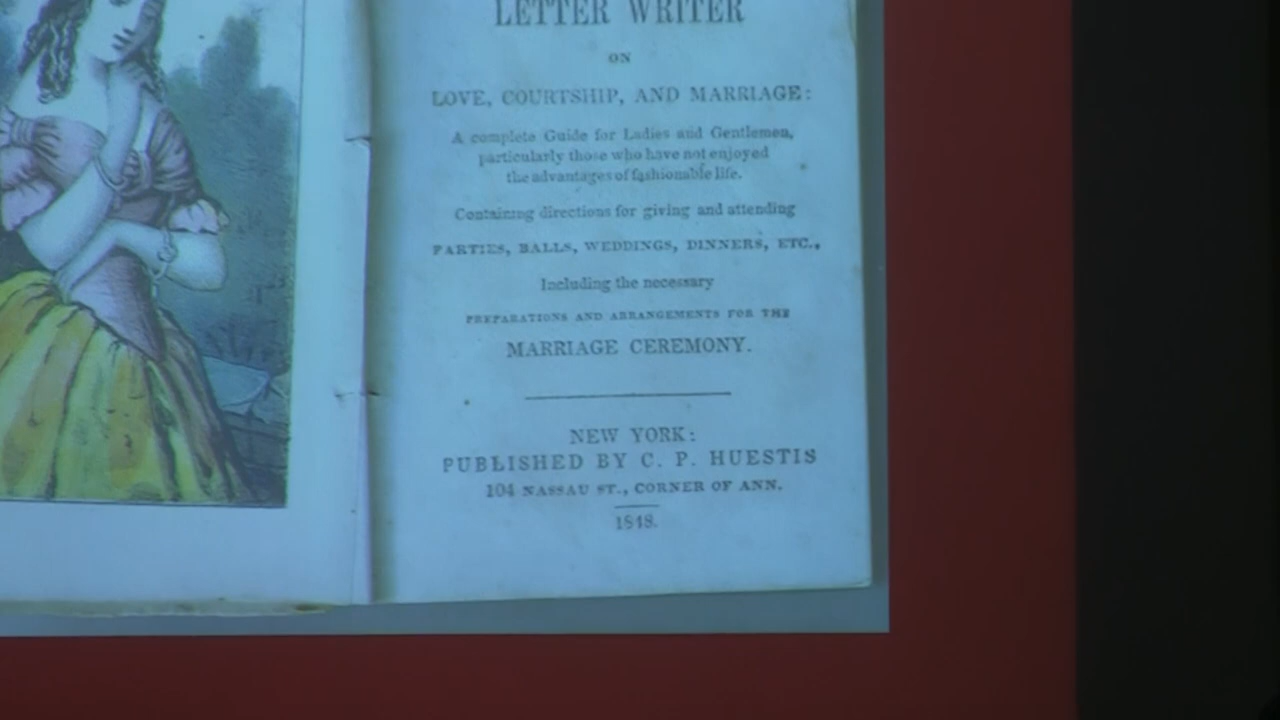 LETTER WRITER
ON
LOVE, COURTSHIP, AND MARRIAGE:
A complete Guide for Ladies and Gentlemen,
particularly those who have not enjoyed
the advantages of fashionable life.
Containing directions for giving and attending
PARTIES, BALLS, WEDDINGS, DINNERS, ETC.,
Including the necessary
PREPARATIONS AND ARRANGEMENTS FOR THE
MARRIAGE CEREMONY.
NEW YORK:
PUBLISHED BY C. P. HUESTIS
104 NASSAU ST., CORNER OF ANN.
1848.